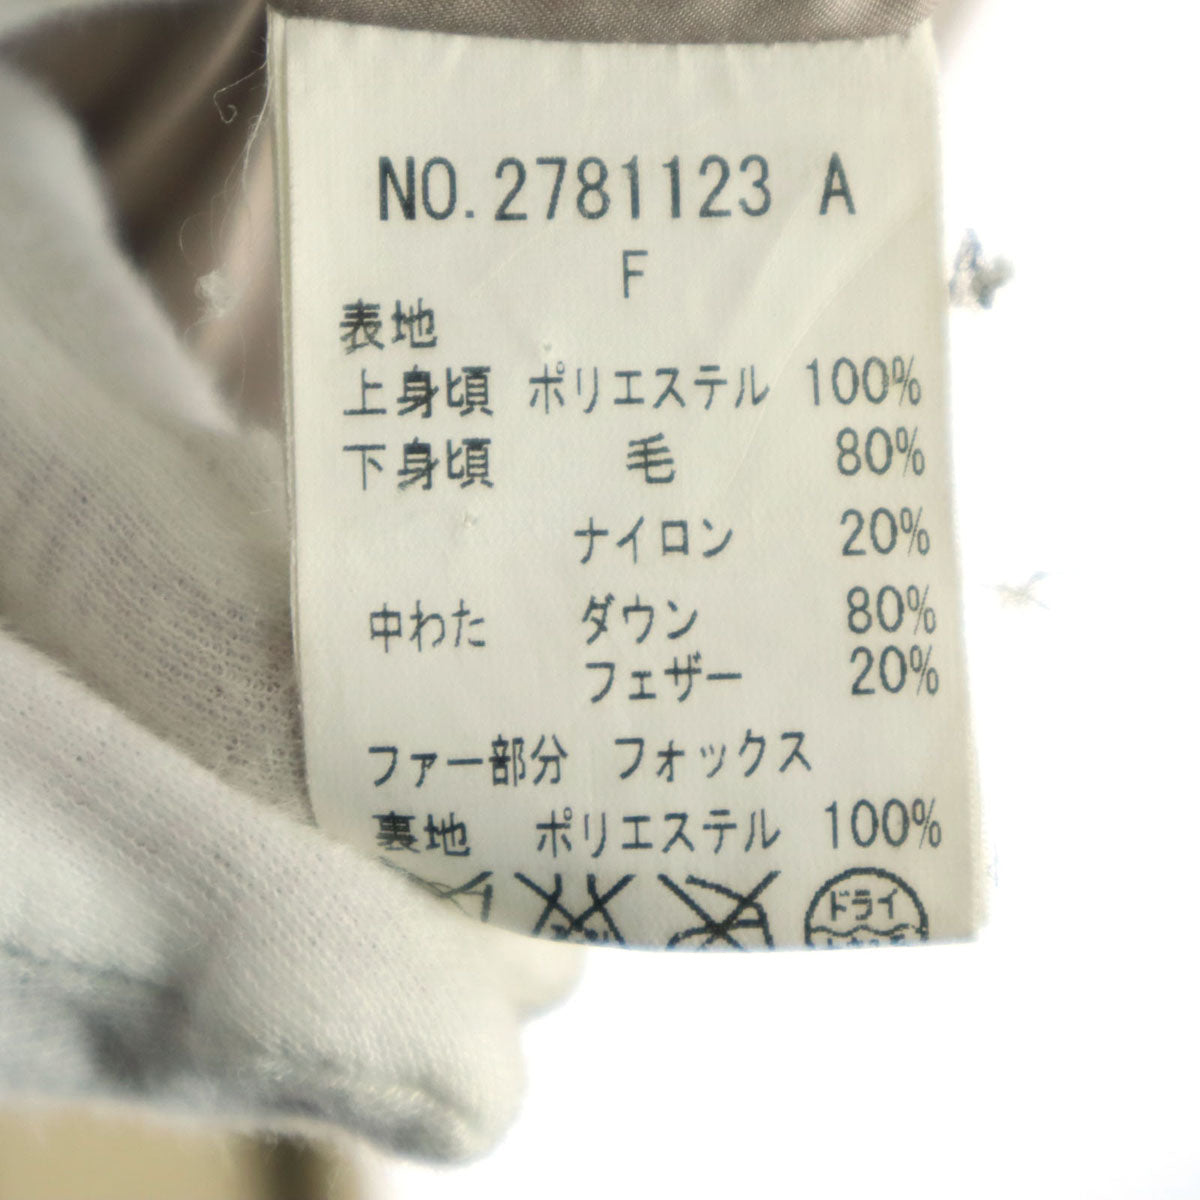 NO.2781123 A
F
表地
上身頃 ポリエステル 100%
下身頃 毛 80%
ナイロン 20%
中わた ダウン 80%
フェザー 20%
ファー部分 フォックス
裏地 ポリエステル 100%
ドライ